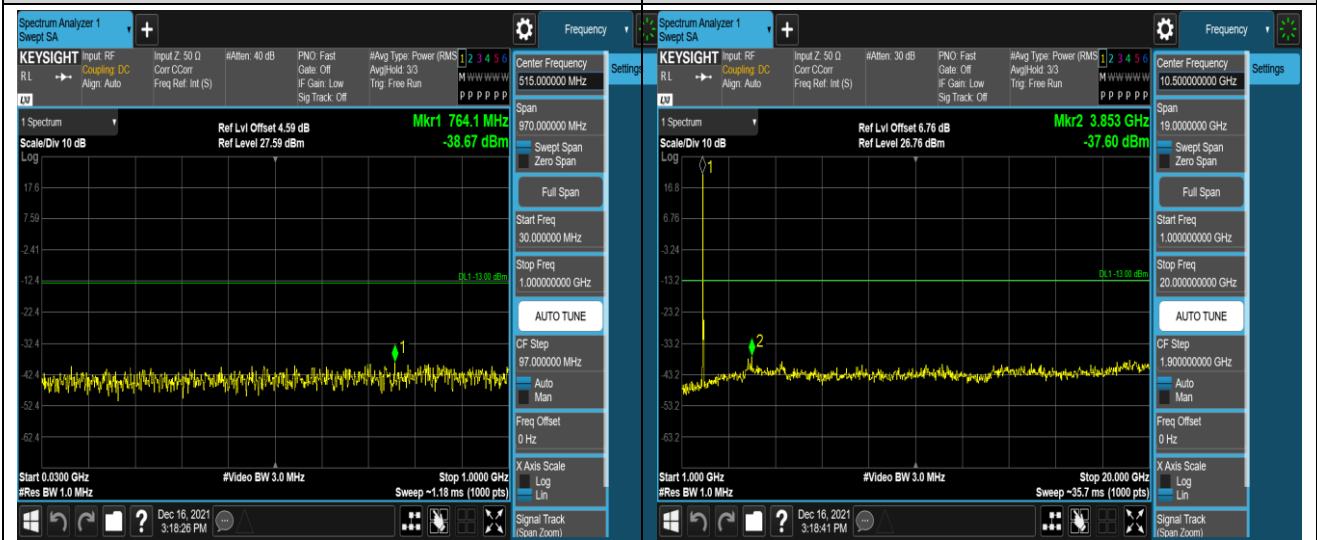 Spectrum Analyzer 1
Swept SA
+
Frequency
KEYSIGHT
RL
LXI
Input: RF
Coupling: DC
Align: Auto
Input Z: 50 Ω
Corr CCorr
Freq Ref: Int (S)
#Atten: 40 dB
PNO: Fast
Gate: Off
IF Gain: Low
Sig Track: Off
#Avg Type: Power (RMS
Avg|Hold: 3/3
Trig: Free Run
1 2 3 4 5 6
M W W W W W
P P P P P P
1 Spectrum
Scale/Div 10 dB
Log
Ref Lvl Offset 4.59 dB
Ref Level 27.59 dBm
Mkr1 764.1 MHz
-38.67 dBm
17.6
7.59
-2.41
-12.4
-22.4
-32.4
-42.4
-52.4
-62.4
DL1 -13.00 dBm
1
Start 0.0300 GHz
#Res BW 1.0 MHz
#Video BW 3.0 MHz
Stop 1.0000 GHz
Sweep ~1.18 ms (1000 pts)
?
Dec 16, 2021
3:18:26 PM
Center Frequency
515.000000 MHz
Settings
Span
970.000000 MHz
Swept Span
Zero Span
Full Span
Start Freq
30.000000 MHz
Stop Freq
1.000000000 GHz
AUTO TUNE
CF Step
97.000000 MHz
Auto
Man
Freq Offset
0 Hz
X Axis Scale
Log
Lin
Signal Track
(Span Zoom)
Spectrum Analyzer 1
Swept SA
+
Frequency
KEYSIGHT
RL
LXI
Input: RF
Coupling: DC
Align: Auto
Input Z: 50 Ω
Corr CCorr
Freq Ref: Int (S)
#Atten: 30 dB
PNO: Fast
Gate: Off
IF Gain: Low
Sig Track: Off
#Avg Type: Power (RMS
Avg|Hold: 3/3
Trig: Free Run
1 2 3 4 5 6
M W W W W W
P P P P P P
1 Spectrum
Scale/Div 10 dB
Log
Ref Lvl Offset 6.76 dB
Ref Level 26.76 dBm
Mkr2 3.853 GHz
-37.60 dBm
1
16.8
6.76
-3.24
-13.2
-23.2
-33.2
-43.2
-53.2
-63.2
DL1 -13.00 dBm
2
Start 1.000 GHz
#Res BW 1.0 MHz
#Video BW 3.0 MHz
Stop 20.000 GHz
Sweep ~35.7 ms (1000 pts)
?
Dec 16, 2021
3:18:41 PM
Center Frequency
10.500000000 GHz
Settings
Span
19.0000000 GHz
Swept Span
Zero Span
Full Span
Start Freq
1.000000000 GHz
Stop Freq
20.000000000 GHz
AUTO TUNE
CF Step
1.900000000 GHz
Auto
Man
Freq Offset
0 Hz
X Axis Scale
Log
Lin
Signal Track
(Span Zoom)